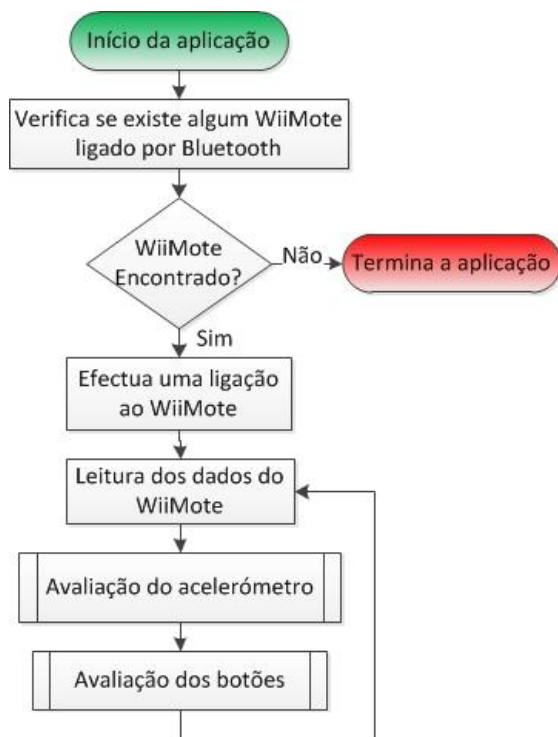 Início da aplicação
Verifica se existe algum WiiMote
ligado por Bluetooth
WiiMote
Encontrado?
Não
Termina a aplicação
Sim
Efectua uma ligação
ao WiiMote
Leitura dos dados do
WiiMote
Avaliação do acelerómetro
Avaliação dos botões